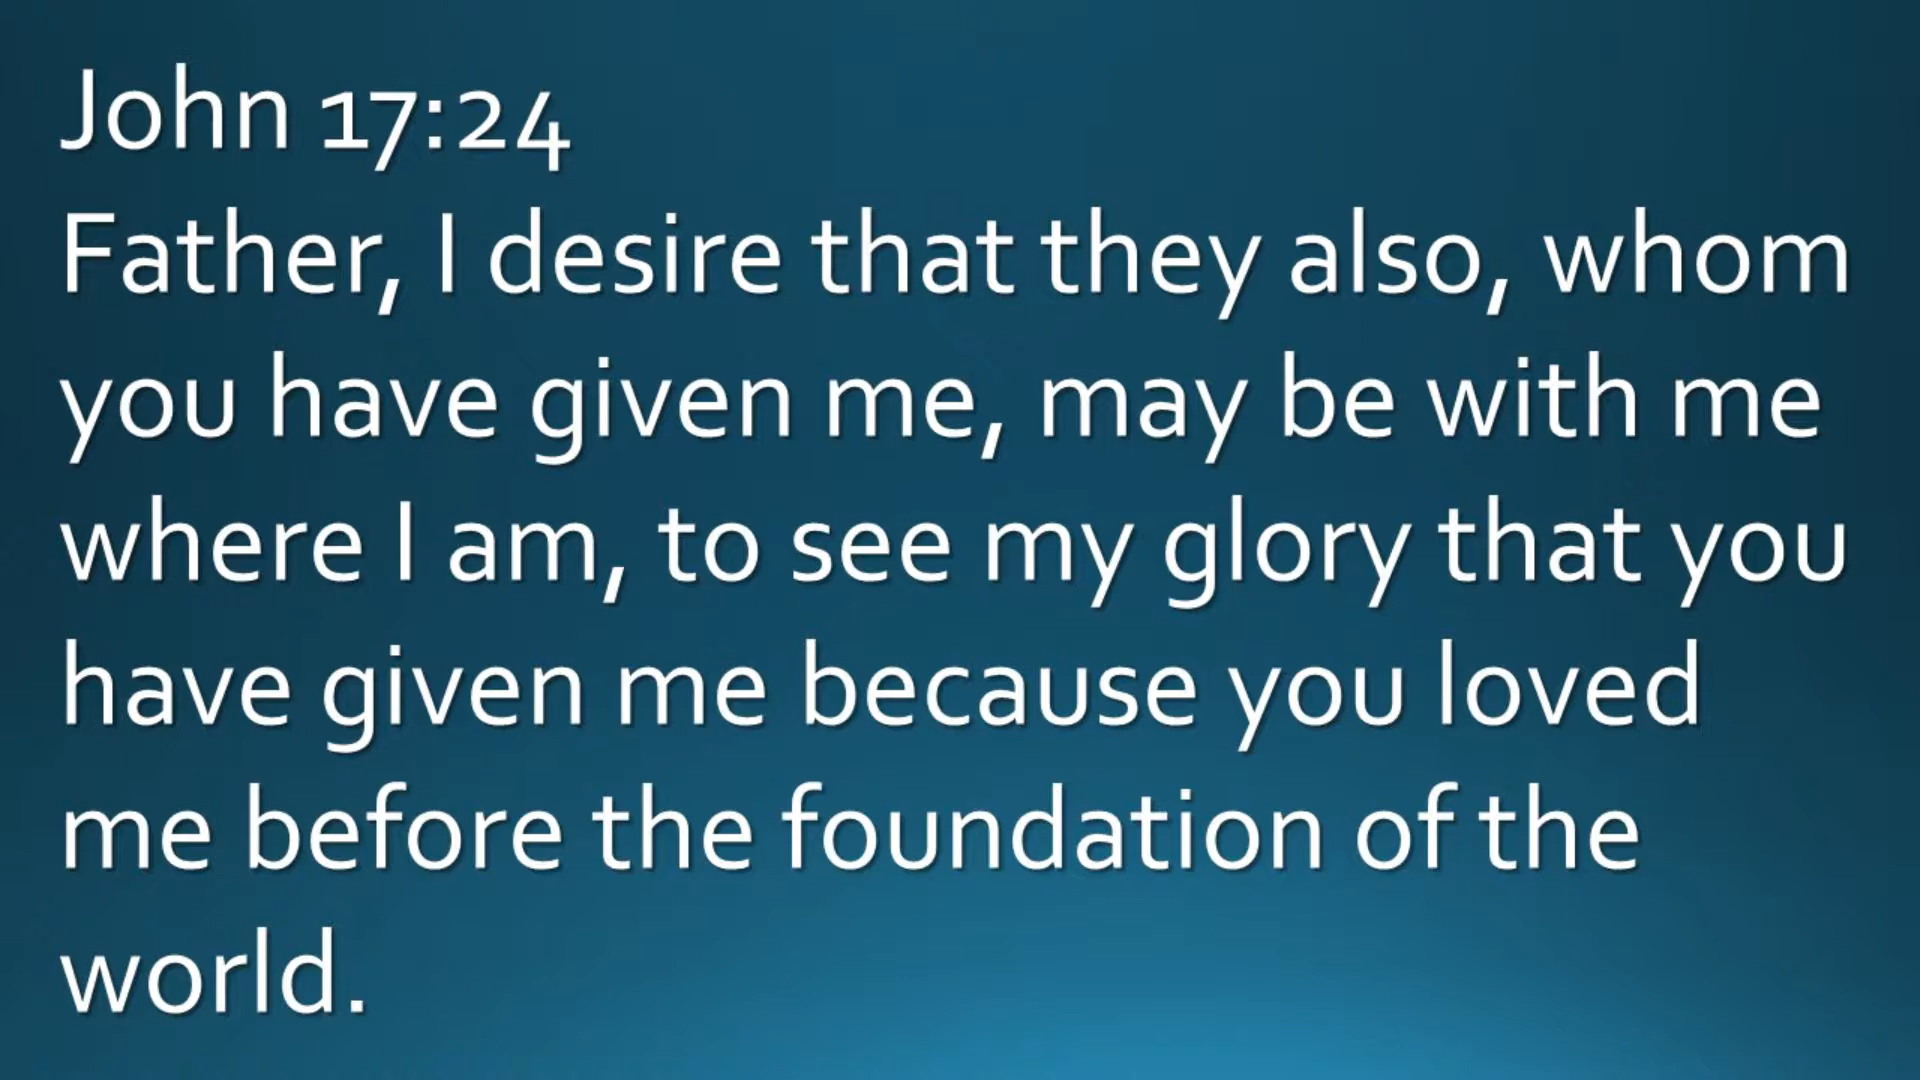 John 17:24
Father, I desire that they also, whom
you have given me, may be with me
where I am, to see my glory that you
have given me because you loved
me before the foundation of the
world.